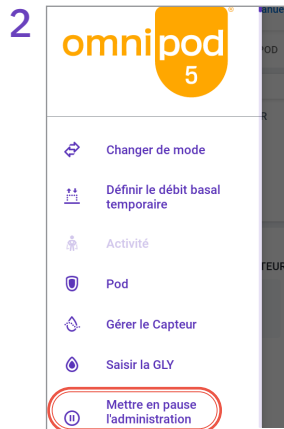 2
omnipod
5
Changer de mode
Définir le débit basal
temporaire
Activité
Pod
Gérer le Capteur
Saisir la GLY
Mettre en pause
l'administration